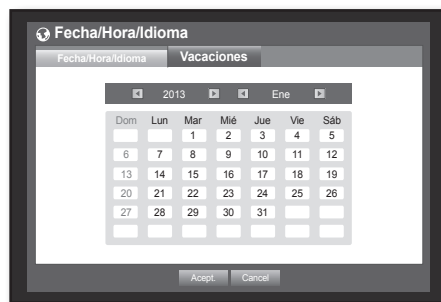 Fecha/Hora/Idioma
Fecha/Hora/Idioma Vacaciones
2013 Ene
Dom Lun Mar Mié Jue Vie Sáb
1 2 3 4 5
6 7 8 9 10 11 12
13 14 15 16 17 18 19
20 21 22 23 24 25 26
27 28 29 30 31
Acept. Cancel